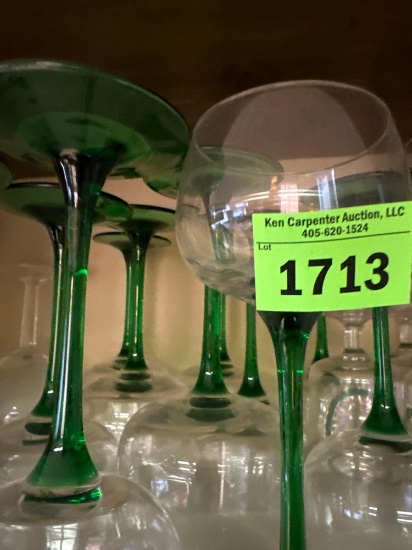 Ken Carpenter Auction, LLC
405-620-1524
Lot
1713